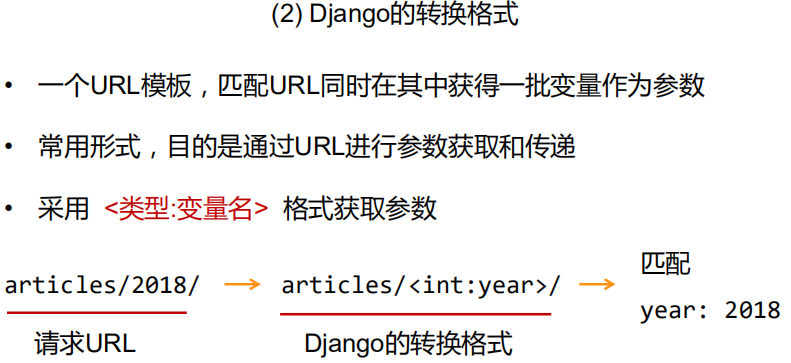 (2) Django的转换格式
• 一个URL模板，匹配URL同时在其中获得一批变量作为参数
• 常用形式，目的是通过URL进行参数获取和传递
• 采用 <类型:变量名> 格式获取参数
articles/2018/ → articles/<int:year>/ → 匹配
year: 2018
请求URL Django的转换格式